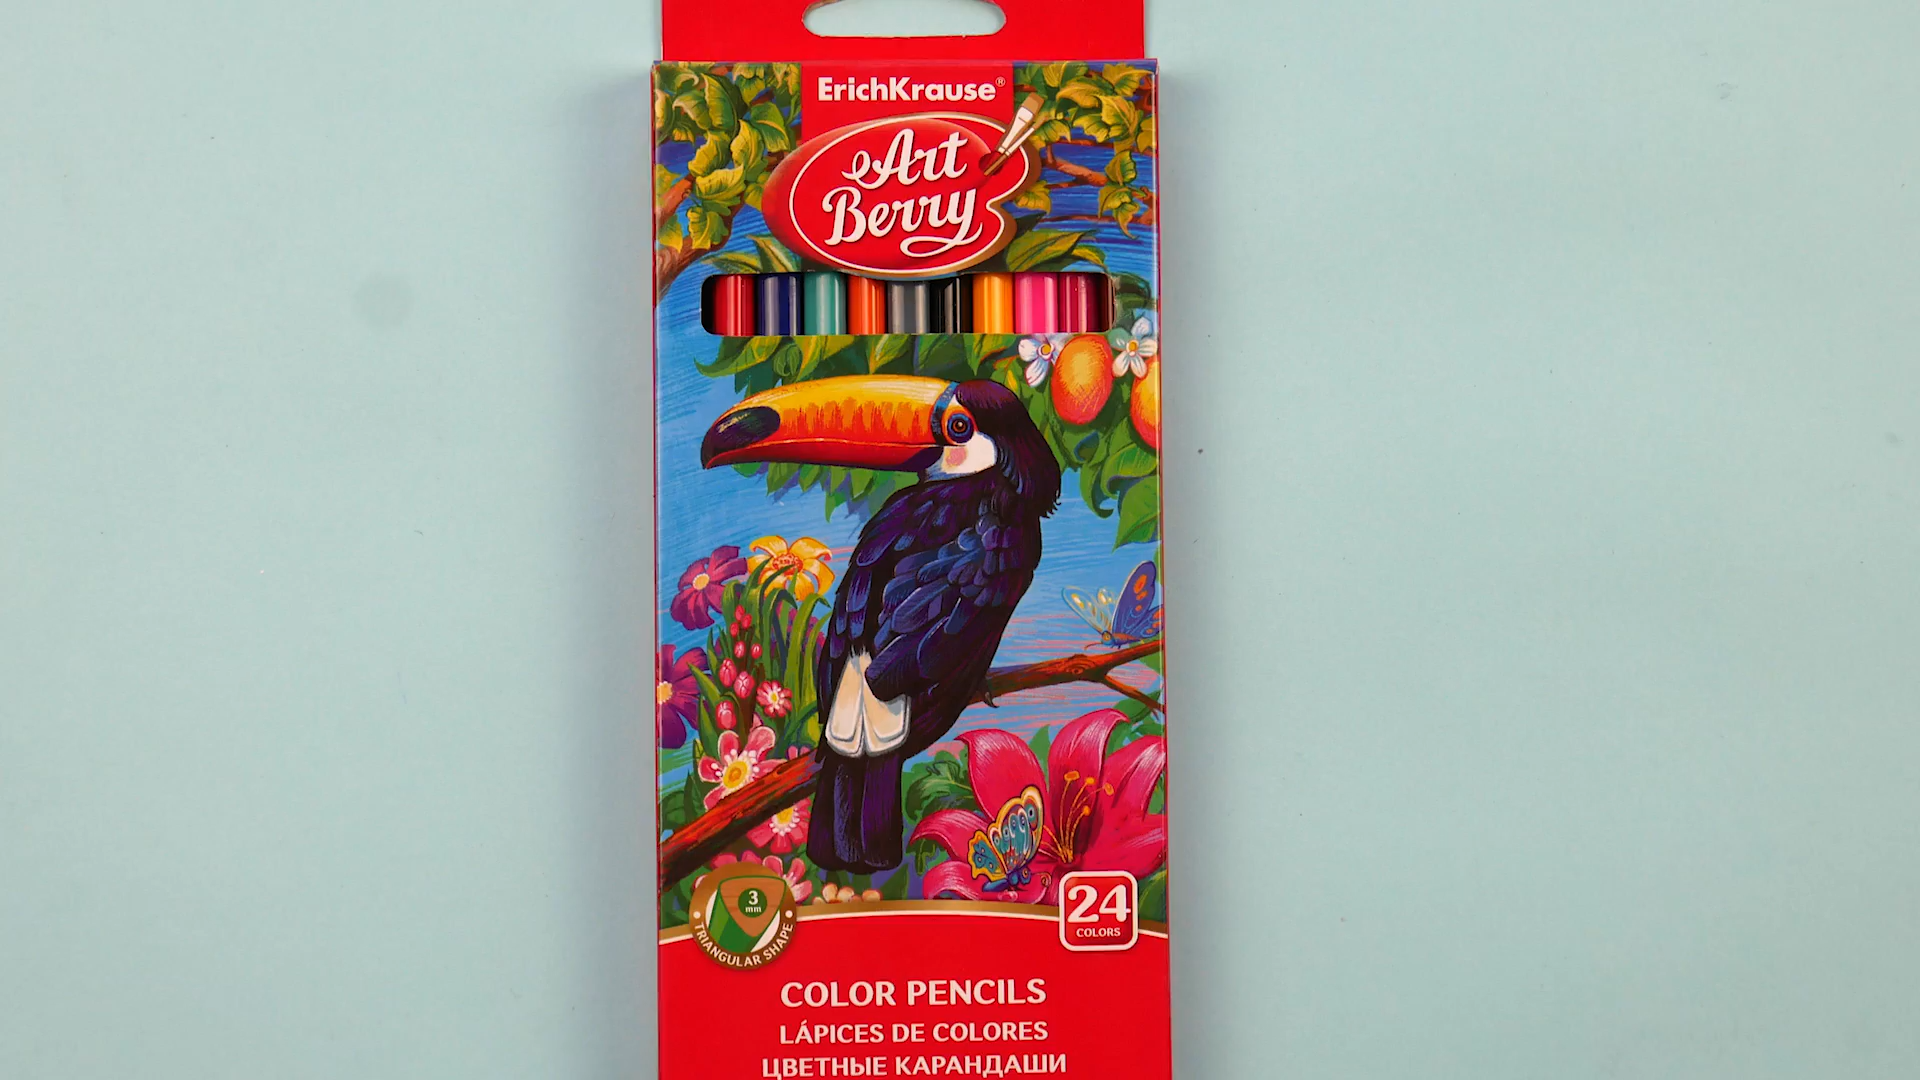 ErichKrause®
Art
Berry
3
mm
TRIANGULAR SHAPE
24
COLORS
COLOR PENCILS
LÁPICES DE COLORES
ЦВЕТНЫЕ КАРАНДАШИ